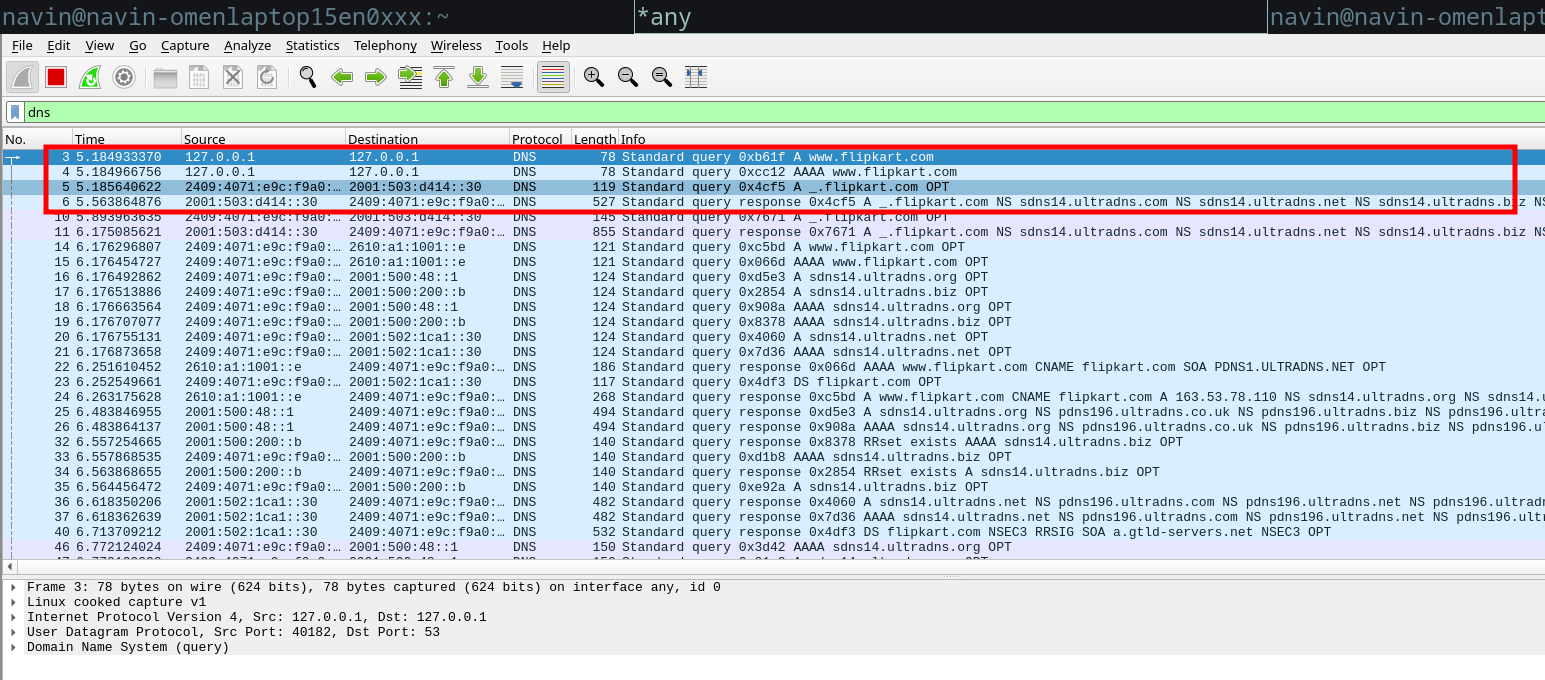 navin@navin-omenlaptop15en0xxx:~ *any navin@navin-omenlapt
File Edit View Go Capture Analyze Statistics Telephony Wireless Tools Help
dns
No. Time Source Destination Protocol Length Info
3 5.184933370 127.0.0.1 127.0.0.1 DNS 78 Standard query 0xb61f A www.flipkart.com
4 5.184966756 127.0.0.1 127.0.0.1 DNS 78 Standard query 0xcc12 AAAA www.flipkart.com
5 5.185640622 2409:4071:e9c:f9a0:… 2001:503:d414::30 DNS 119 Standard query 0x4cf5 A _.flipkart.com OPT
6 5.563864876 2001:503:d414::30 2409:4071:e9c:f9a0:… DNS 527 Standard query response 0x4cf5 A _.flipkart.com NS sdns14.ultradns.com NS sdns14.ultradns.net NS sdns14.ultradns.biz NS
10 5.893963635 2409:4071:e9c:f9a0:… 2001:503:d414::30 DNS 145 Standard query 0x7671 A _.flipkart.com OPT
11 6.175085621 2001:503:d414::30 2409:4071:e9c:f9a0:… DNS 855 Standard query response 0x7671 A _.flipkart.com NS sdns14.ultradns.com NS sdns14.ultradns.net NS sdns14.ultradns.biz NS
14 6.176296807 2409:4071:e9c:f9a0:… 2610:a1:1001::e DNS 121 Standard query 0xc5bd A www.flipkart.com OPT
15 6.176454727 2409:4071:e9c:f9a0:… 2610:a1:1001::e DNS 121 Standard query 0x066d AAAA www.flipkart.com OPT
16 6.176492862 2409:4071:e9c:f9a0:… 2001:500:48::1 DNS 124 Standard query 0xd5e3 A sdns14.ultradns.org OPT
17 6.176513886 2409:4071:e9c:f9a0:… 2001:500:200::b DNS 124 Standard query 0x2854 A sdns14.ultradns.biz OPT
18 6.176663564 2409:4071:e9c:f9a0:… 2001:500:48::1 DNS 124 Standard query 0x908a AAAA sdns14.ultradns.org OPT
19 6.176707077 2409:4071:e9c:f9a0:… 2001:500:200::b DNS 124 Standard query 0x8378 AAAA sdns14.ultradns.biz OPT
20 6.176755131 2409:4071:e9c:f9a0:… 2001:502:1ca1::30 DNS 124 Standard query 0x4060 A sdns14.ultradns.net OPT
21 6.176873658 2409:4071:e9c:f9a0:… 2001:502:1ca1::30 DNS 124 Standard query 0x7d36 AAAA sdns14.ultradns.net OPT
22 6.251610452 2610:a1:1001::e 2409:4071:e9c:f9a0:… DNS 186 Standard query response 0x066d AAAA www.flipkart.com CNAME flipkart.com SOA PDNS1.ULTRADNS.NET OPT
23 6.252549661 2409:4071:e9c:f9a0:… 2001:502:1ca1::30 DNS 117 Standard query 0x4df3 DS flipkart.com OPT
24 6.263175628 2610:a1:1001::e 2409:4071:e9c:f9a0:… DNS 268 Standard query response 0xc5bd A www.flipkart.com CNAME flipkart.com A 163.53.78.110 NS sdns14.ultradns.org NS sdns14.u
25 6.483846955 2001:500:48::1 2409:4071:e9c:f9a0:… DNS 494 Standard query response 0xd5e3 A sdns14.ultradns.org NS pdns196.ultradns.co.uk NS pdns196.ultradns.biz NS pdns196.ultra
26 6.483864137 2001:500:48::1 2409:4071:e9c:f9a0:… DNS 494 Standard query response 0x908a AAAA sdns14.ultradns.org NS pdns196.ultradns.co.uk NS pdns196.ultradns.biz NS pdns196.ul
32 6.557254665 2001:500:200::b 2409:4071:e9c:f9a0:… DNS 140 Standard query response 0x8378 RRset exists AAAA sdns14.ultradns.biz OPT
33 6.557868535 2409:4071:e9c:f9a0:… 2001:500:200::b DNS 140 Standard query 0xd1b8 AAAA sdns14.ultradns.biz OPT
34 6.563868655 2001:500:200::b 2409:4071:e9c:f9a0:… DNS 140 Standard query response 0x2854 RRset exists A sdns14.ultradns.biz OPT
35 6.564456472 2409:4071:e9c:f9a0:… 2001:500:200::b DNS 140 Standard query 0xe92a A sdns14.ultradns.biz OPT
36 6.618350206 2001:502:1ca1::30 2409:4071:e9c:f9a0:… DNS 482 Standard query response 0x4060 A sdns14.ultradns.net NS pdns196.ultradns.com NS pdns196.ultradns.net NS pdns196.ultradn
37 6.618362639 2001:502:1ca1::30 2409:4071:e9c:f9a0:… DNS 482 Standard query response 0x7d36 AAAA sdns14.ultradns.net NS pdns196.ultradns.com NS pdns196.ultradns.net NS pdns196.ultr
40 6.713709212 2001:502:1ca1::30 2409:4071:e9c:f9a0:… DNS 532 Standard query response 0x4df3 DS flipkart.com NSEC3 RRSIG SOA a.gtld-servers.net NSEC3 OPT
46 6.772124024 2409:4071:e9c:f9a0:… 2001:500:48::1 DNS 150 Standard query 0x3d42 AAAA sdns14.ultradns.org OPT
Frame 3: 78 bytes on wire (624 bits), 78 bytes captured (624 bits) on interface any, id 0
Linux cooked capture v1
Internet Protocol Version 4, Src: 127.0.0.1, Dst: 127.0.0.1
User Datagram Protocol, Src Port: 40182, Dst Port: 53
Domain Name System (query)